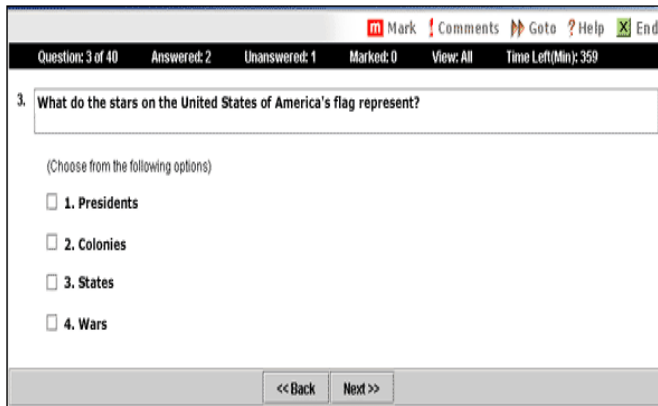 m Mark ! Comments Goto ? Help X End
Question: 3 of 40 Answered: 2 Unanswered: 1 Marked: 0 View: All Time Left(Min): 359
3. What do the stars on the United States of America's flag represent?
(Choose from the following options)
1. Presidents
2. Colonies
3. States
4. Wars
<< Back Next >>